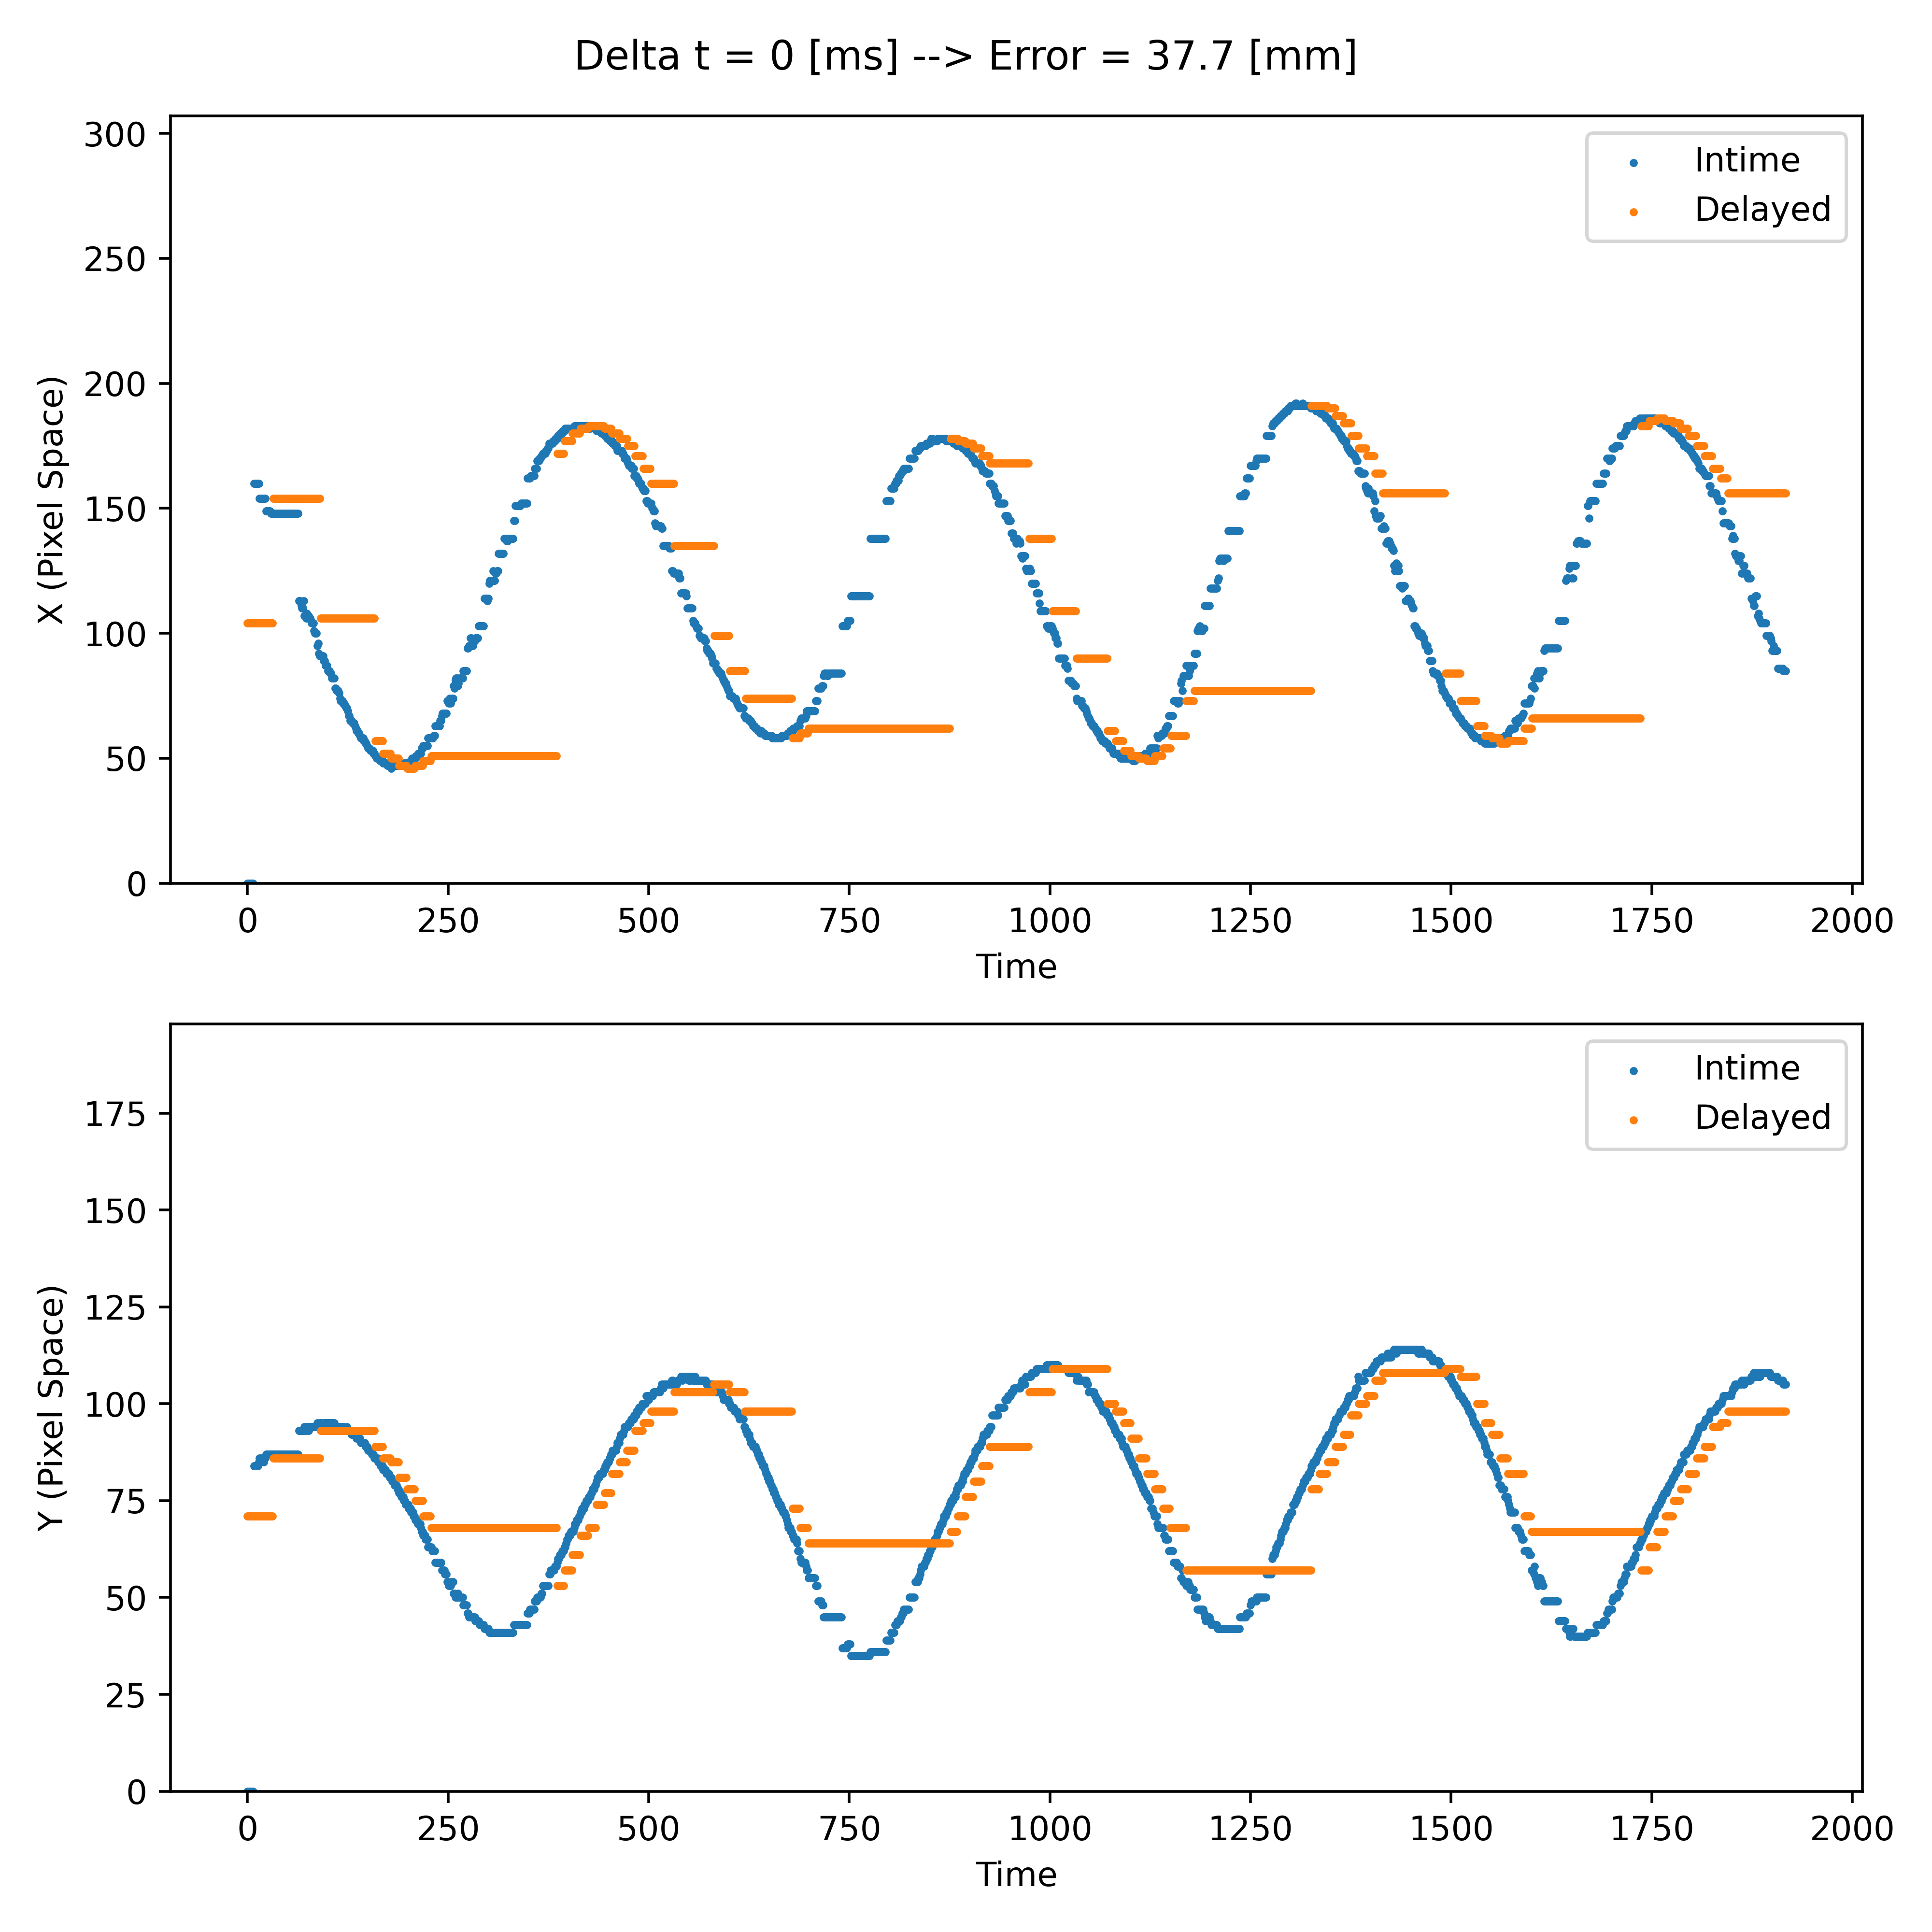 Delta t = 0 [ms] --> Error = 37.7 [mm]
300
250
200
150
100
50
0
X (Pixel Space)
Intime
Delayed
0 250 500 750 1000 1250 1500 1750 2000
Time
175
150
125
100
75
50
25
0
Y (Pixel Space)
Intime
Delayed
0 250 500 750 1000 1250 1500 1750 2000
Time